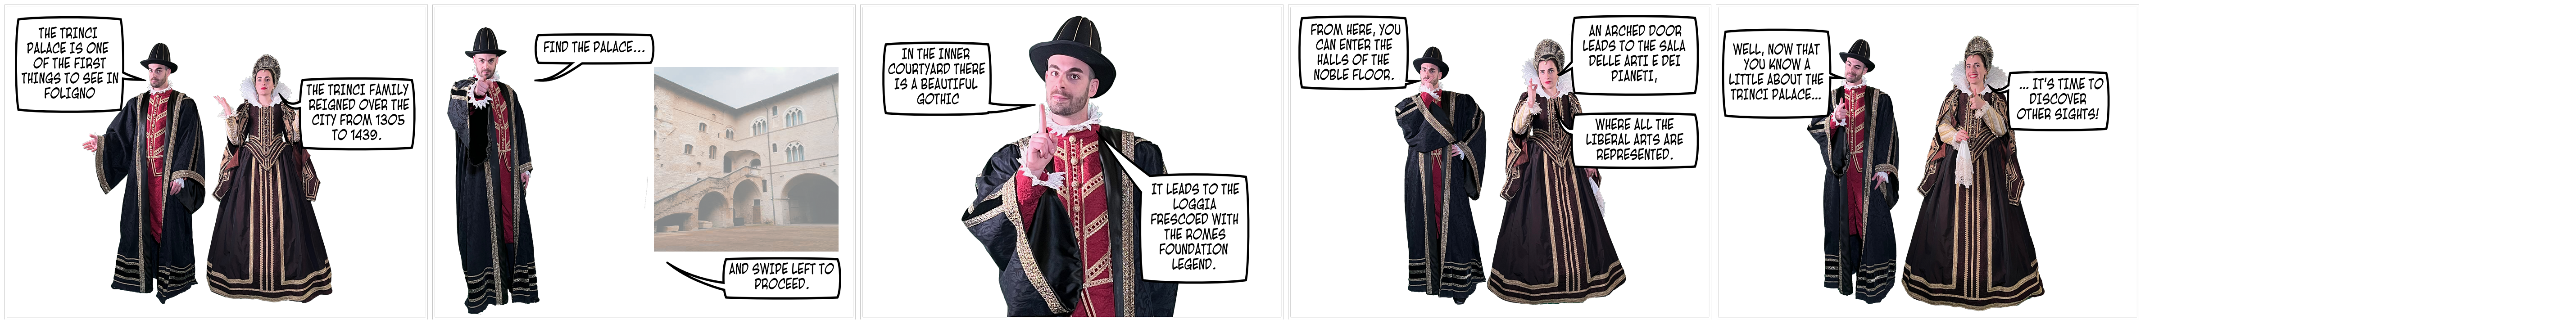 THE TRINCI
PALACE IS ONE
OF THE FIRST
THINGS TO SEE IN
FOLIGNO
THE TRINCI FAMILY
REIGNED OVER THE
CITY FROM 1305
TO 1439.
FIND THE PALACE...
AND SWIPE LEFT TO
PROCEED.
IN THE INNER
COURTYARD THERE
IS A BEAUTIFUL
GOTHIC
IT LEADS TO THE
LOGGIA
FRESCOED WITH
THE ROMES
FOUNDATION
LEGEND.
FROM HERE, YOU
CAN ENTER THE
HALLS OF THE
NOBLE FLOOR.
AN ARCHED DOOR
LEADS TO THE SALA
DELLE ARTI E DEI
PIANETI,
WHERE ALL THE
LIBERAL ARTS ARE
REPRESENTED.
WELL, NOW THAT
YOU KNOW A
LITTLE ABOUT THE
TRINCI PALACE...
... IT'S TIME TO
DISCOVER
OTHER SIGHTS!